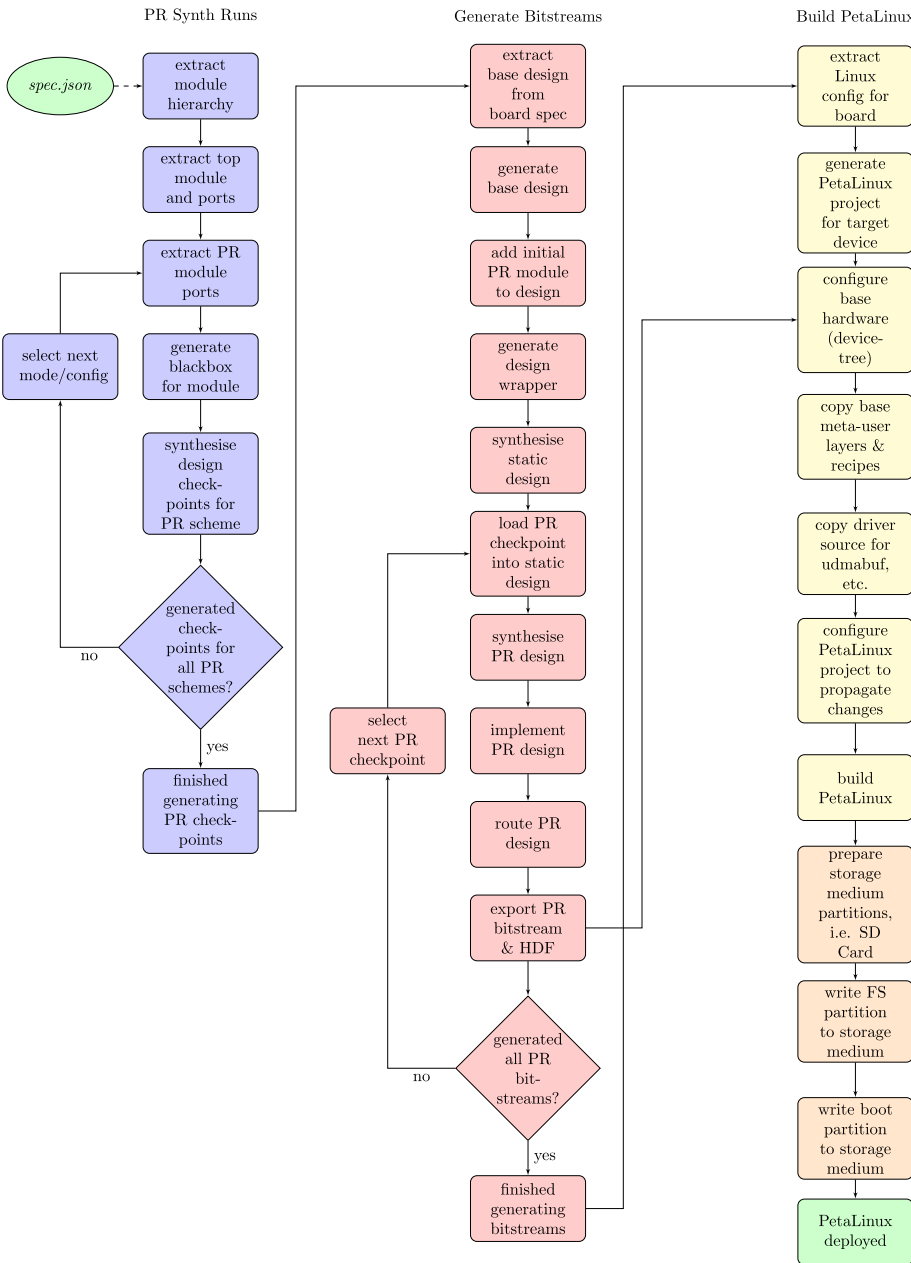 PR Synth Runs
spec.json
extract
module
hierarchy
extract top
module
and ports
extract PR
module
ports
select next
mode/config
generate
blackbox
for module
synthesise
design
check-
points for
PR scheme
generated
check-
points for
all PR
schemes?
no
yes
finished
generating
PR check-
points
Generate Bitstreams
extract
base design
from
board spec
generate
base design
add initial
PR module
to design
generate
design
wrapper
synthesise
static
design
load PR
checkpoint
into static
design
synthesise
PR design
select
next PR
checkpoint
implement
PR design
route PR
design
export PR
bitstream
& HDF
generated
all PR
bit-
streams?
no
yes
finished
generating
bitstreams
Build PetaLinux
extract
Linux
config for
board
generate
PetaLinux
project
for target
device
configure
base
hardware
(device-
tree)
copy base
meta-user
layers &
recipes
copy driver
source for
udmabuf,
etc.
configure
PetaLinux
project to
propagate
changes
build
PetaLinux
prepare
storage
medium
partitions,
i.e. SD
Card
write FS
partition
to storage
medium
write boot
partition
to storage
medium
PetaLinux
deployed